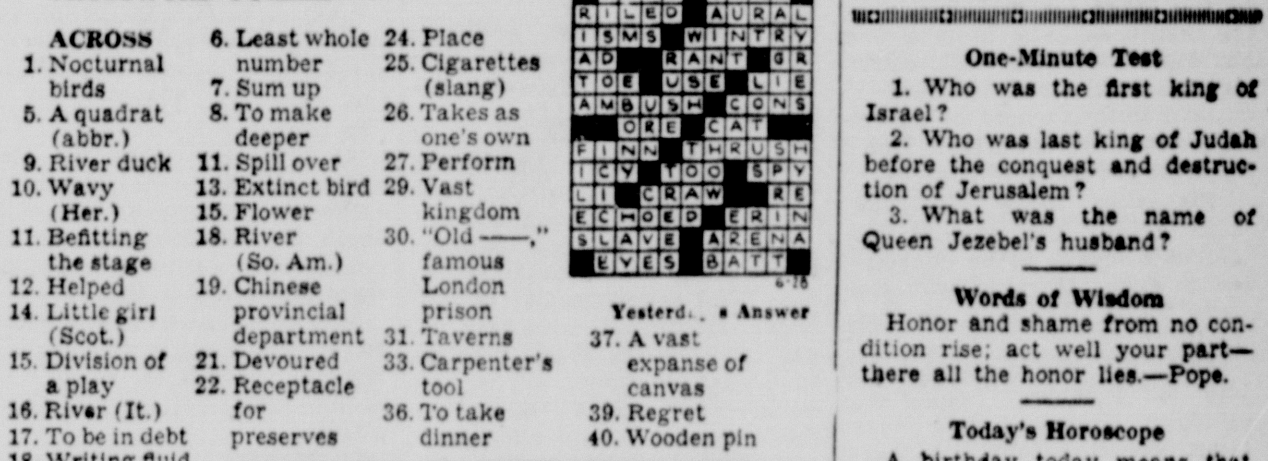 ACROSS
1. Nocturnal
birds
5. A quadrat
(abbr.)
9. River duck
10. Wavy
(Her.)
11. Befitting
the stage
12. Helped
14. Little girl
(Scot.)
15. Division of
a play
16. River (It.)
17. To be in debt
18. Writing fluid
6. Least whole
number
7. Sum up
8. To make
deeper
11. Spill over
13. Extinct bird
15. Flower
18. River
(So. Am.)
19. Chinese
provincial
department
21. Devoured
22. Receptacle
for
preserves
24. Place
25. Cigarettes
(slang)
26. Takes as
one's own
27. Perform
29. Vast
kingdom
30. "Old ——,"
famous
London
prison
31. Taverns
33. Carpenter's
tool
36. To take
dinner
RILED AURAL
ISMS WINTRY
AD RANT GR
TOE USE LIE
AMBUSH CONS
ORE CAT
FINN THRUSH
ICY TOO SPY
LI CRAW RE
ECHOED ERIN
SLAVE ARENA
EYES BATT
Answer
37. A vast
expanse of
canvas
39. Regret
40. Wooden pin
One-Minute Test
1. Who was the first king of
Israel?
2. Who was last king of Judah
before the conquest and destruc-
tion of Jerusalem?
3. What was the name of
Queen Jezebel's husband?
Words of Wisdom
Honor and shame from no con-
dition rise; act well your part—
there all the honor lies.—Pope.
Today's Horoscope
A birthday today means that